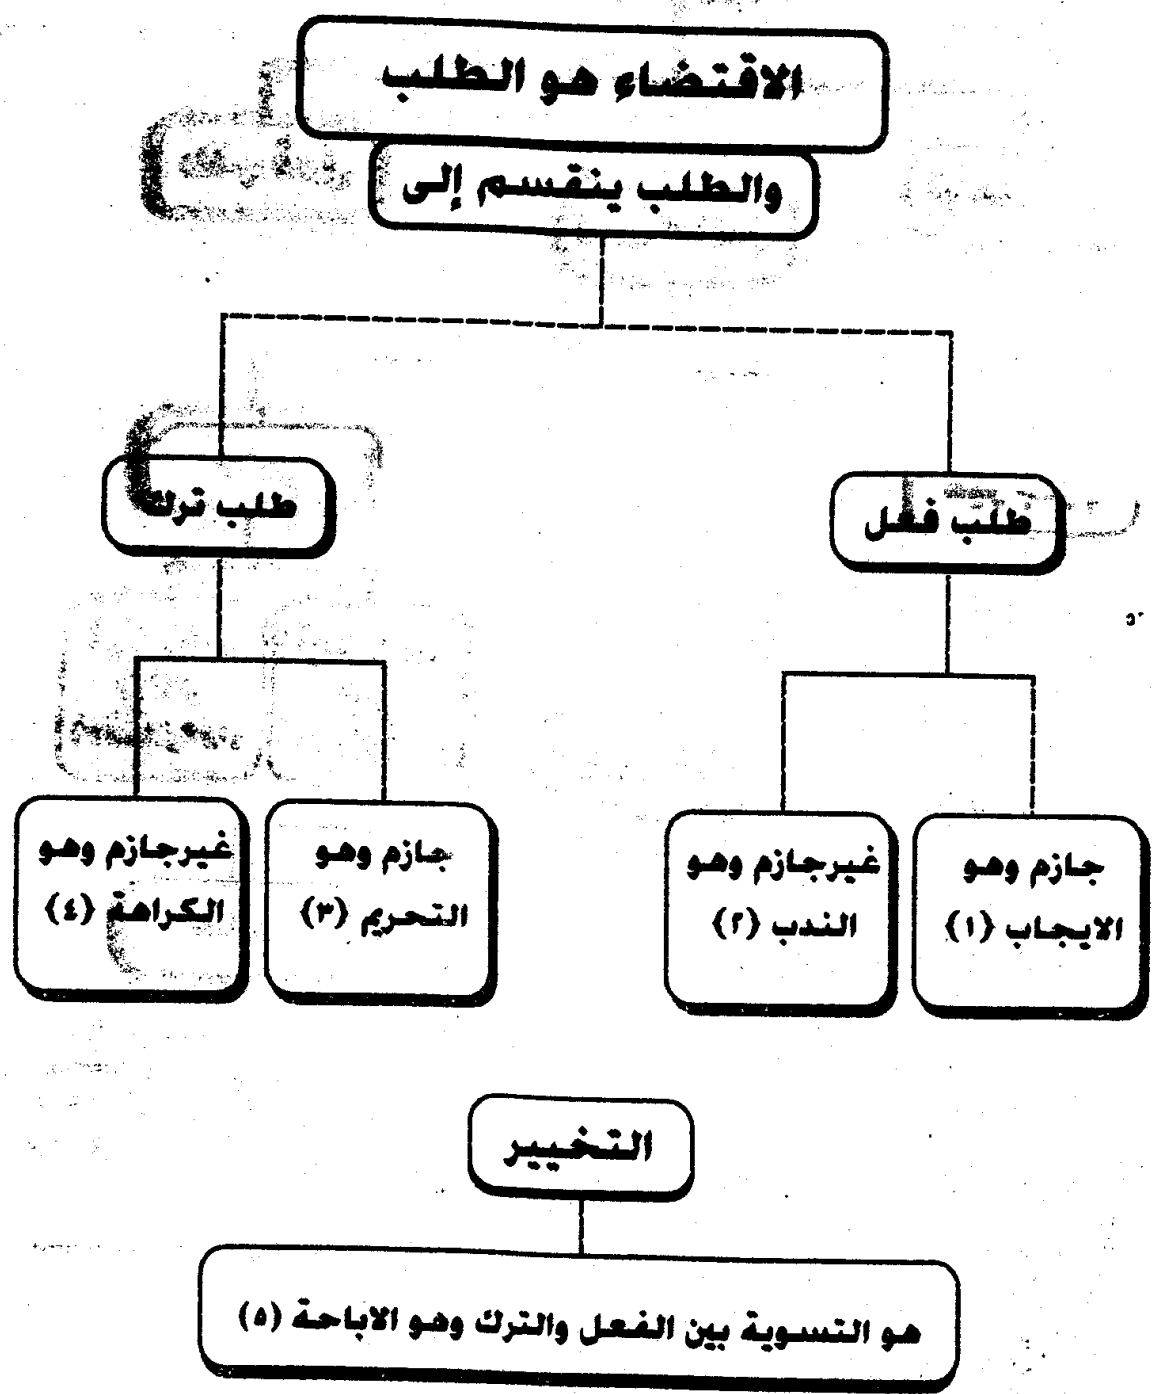 الاقتضاء هو الطلب
والطلب ينقسم إلى
طلب فعل
طلب ترك
جازم وهو
الايجاب (١)
غيرجازم وهو
الندب (٢)
جازم وهو
التحريم (٣)
غيرجازم وهو
الكراهة (٤)
التخيير
هو التسوية بين الفعل والترك وهو الاباحة (٥)